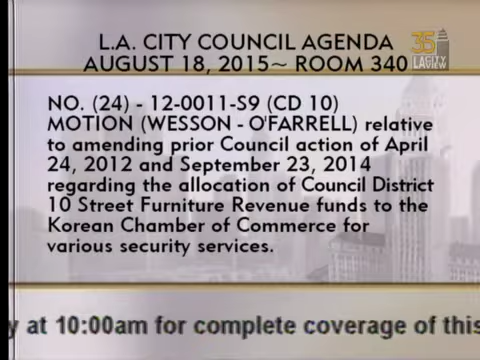 L.A. CITY COUNCIL AGENDA
AUGUST 18, 2015~ ROOM 340
35
LACITY
VIEW
NO. (24) - 12-0011-S9 (CD 10)
MOTION (WESSON - O'FARRELL) relative
to amending prior Council action of April
24, 2012 and September 23, 2014
regarding the allocation of Council District
10 Street Furniture Revenue funds to the
Korean Chamber of Commerce for
various security services.
y at 10:00am for complete coverage of this